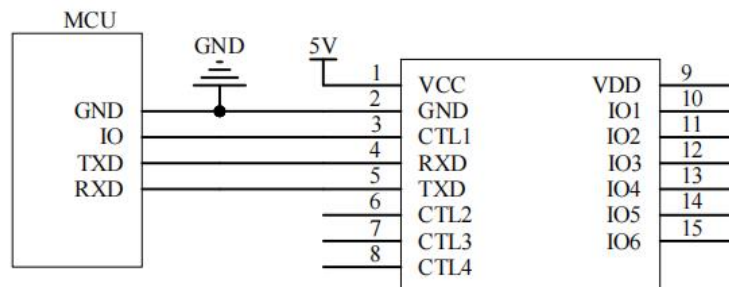 MCU
GND
IO
TXD
RXD
GND
5V
1
2
3
4
5
6
7
8
VCC
GND
CTL1
RXD
TXD
CTL2
CTL3
CTL4
VDD
IO1
IO2
IO3
IO4
IO5
IO6
9
10
11
12
13
14
15